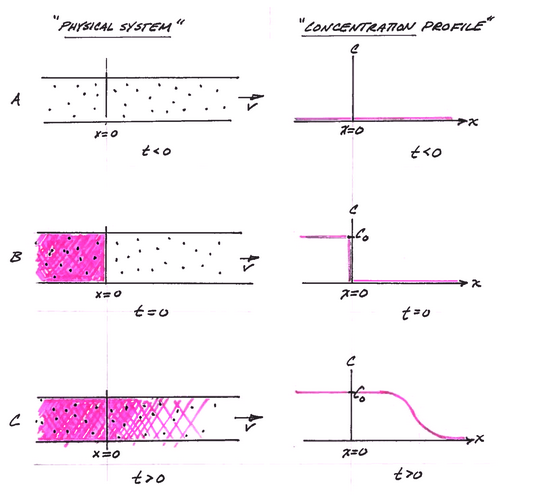 "PHYSICAL SYSTEM"
"CONCENTRATION PROFILE"
A
v
x=0
t<0
C
x
x=0
t<0
B
v
x=0
t=0
C
C₀
x
x=0
t=0
C
v
x=0
t>0
C
C₀
x
x=0
t>0